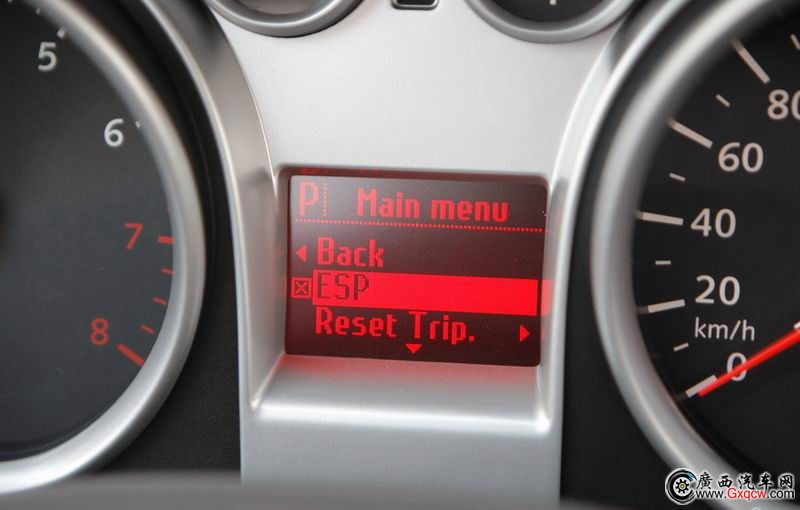 5
6
7
8
P Main menu
Back
ESP
Reset Trip.
80
60
40
20
km/h
0
廣西汽车网
www.Gxqcw.com